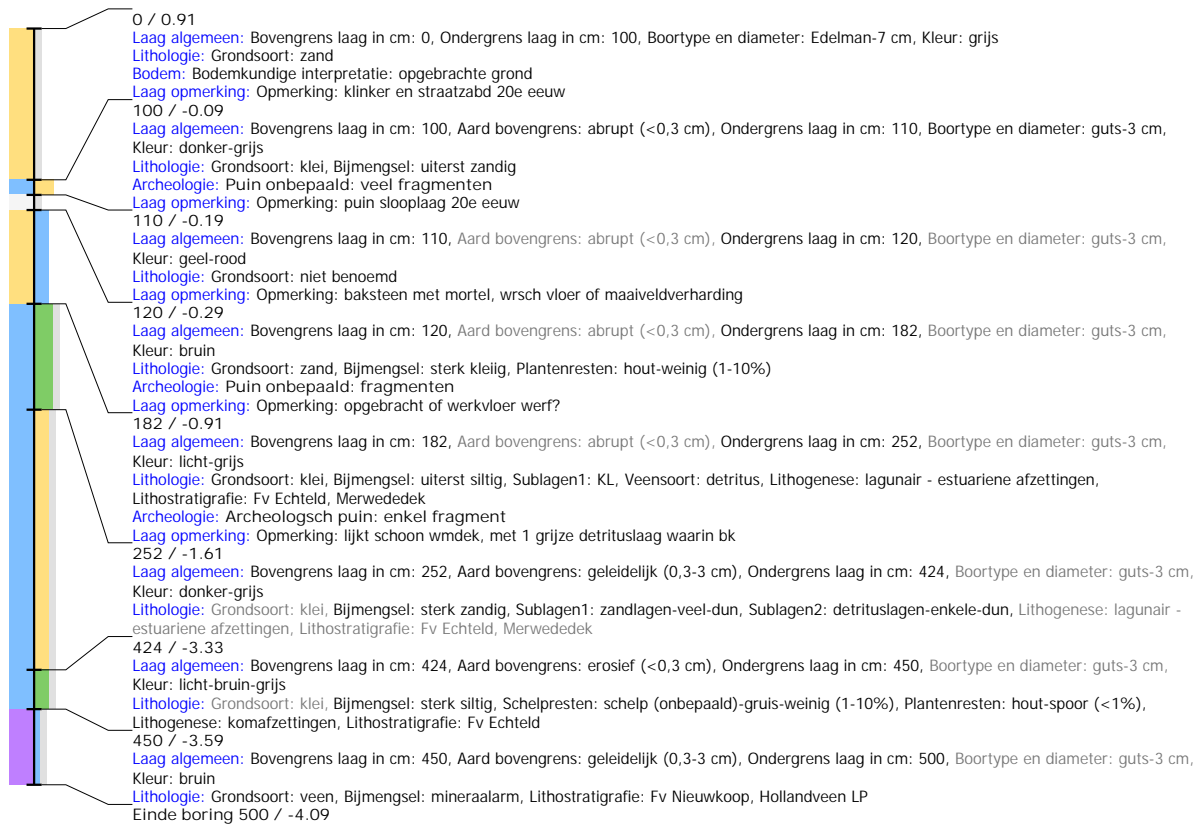 0 / 0.91
Laag algemeen: Bovengrens laag in cm: 0, Ondergrens laag in cm: 100, Boortype en diameter: Edelman-7 cm, Kleur: grijs
Lithologie: Grondsoort: zand
Bodem: Bodemkundige interpretatie: opgebrachte grond
Laag opmerking: Opmerking: klinker en straatzabd 20e eeuw
100 / -0.09
Laag algemeen: Bovengrens laag in cm: 100, Aard bovengrens: abrupt (<0,3 cm), Ondergrens laag in cm: 110, Boortype en diameter: guts-3 cm,
Kleur: donker-grijs
Lithologie: Grondsoort: klei, Bijmengsel: uiterst zandig
Archeologie: Puin onbepaald: veel fragmenten
Laag opmerking: Opmerking: puin slooplaag 20e eeuw
110 / -0.19
Laag algemeen: Bovengrens laag in cm: 110, Aard bovengrens: abrupt (<0,3 cm), Ondergrens laag in cm: 120, Boortype en diameter: guts-3 cm,
Kleur: geel-rood
Lithologie: Grondsoort: niet benoemd
Laag opmerking: Opmerking: baksteen met mortel, wrsch vloer of maaiveldverharding
120 / -0.29
Laag algemeen: Bovengrens laag in cm: 120, Aard bovengrens: abrupt (<0,3 cm), Ondergrens laag in cm: 182, Boortype en diameter: guts-3 cm,
Kleur: bruin
Lithologie: Grondsoort: zand, Bijmengsel: sterk kleiig, Plantenresten: hout-weinig (1-10%)
Archeologie: Puin onbepaald: fragmenten
Laag opmerking: Opmerking: opgebracht of werkvloer werf?
182 / -0.91
Laag algemeen: Bovengrens laag in cm: 182, Aard bovengrens: abrupt (<0,3 cm), Ondergrens laag in cm: 252, Boortype en diameter: guts-3 cm,
Kleur: licht-grijs
Lithologie: Grondsoort: klei, Bijmengsel: uiterst siltig, Sublagen1: KL, Veensoort: detritus, Lithogenese: lagunair - estuariene afzettingen,
Lithostratigrafie: Fv Echteld, Merwededek
Archeologie: Archeologsch puin: enkel fragment
Laag opmerking: Opmerking: lijkt schoon wmdek, met 1 grijze detrituslaag waarin bk
252 / -1.61
Laag algemeen: Bovengrens laag in cm: 252, Aard bovengrens: geleidelijk (0,3-3 cm), Ondergrens laag in cm: 424, Boortype en diameter: guts-3 cm,
Kleur: donker-grijs
Lithologie: Grondsoort: klei, Bijmengsel: sterk zandig, Sublagen1: zandlagen-veel-dun, Sublagen2: detrituslagen-enkele-dun, Lithogenese: lagunair -
estuariene afzettingen, Lithostratigrafie: Fv Echteld, Merwededek
424 / -3.33
Laag algemeen: Bovengrens laag in cm: 424, Aard bovengrens: erosief (<0,3 cm), Ondergrens laag in cm: 450, Boortype en diameter: guts-3 cm,
Kleur: licht-bruin-grijs
Lithologie: Grondsoort: klei, Bijmengsel: sterk siltig, Schelpresten: schelp (onbepaald)-gruis-weinig (1-10%), Plantenresten: hout-spoor (<1%),
Lithogenese: komafzettingen, Lithostratigrafie: Fv Echteld
450 / -3.59
Laag algemeen: Bovengrens laag in cm: 450, Aard bovengrens: geleidelijk (0,3-3 cm), Ondergrens laag in cm: 500, Boortype en diameter: guts-3 cm,
Kleur: bruin
Lithologie: Grondsoort: veen, Bijmengsel: mineraalarm, Lithostratigrafie: Fv Nieuwkoop, Hollandveen LP
Einde boring 500 / -4.09